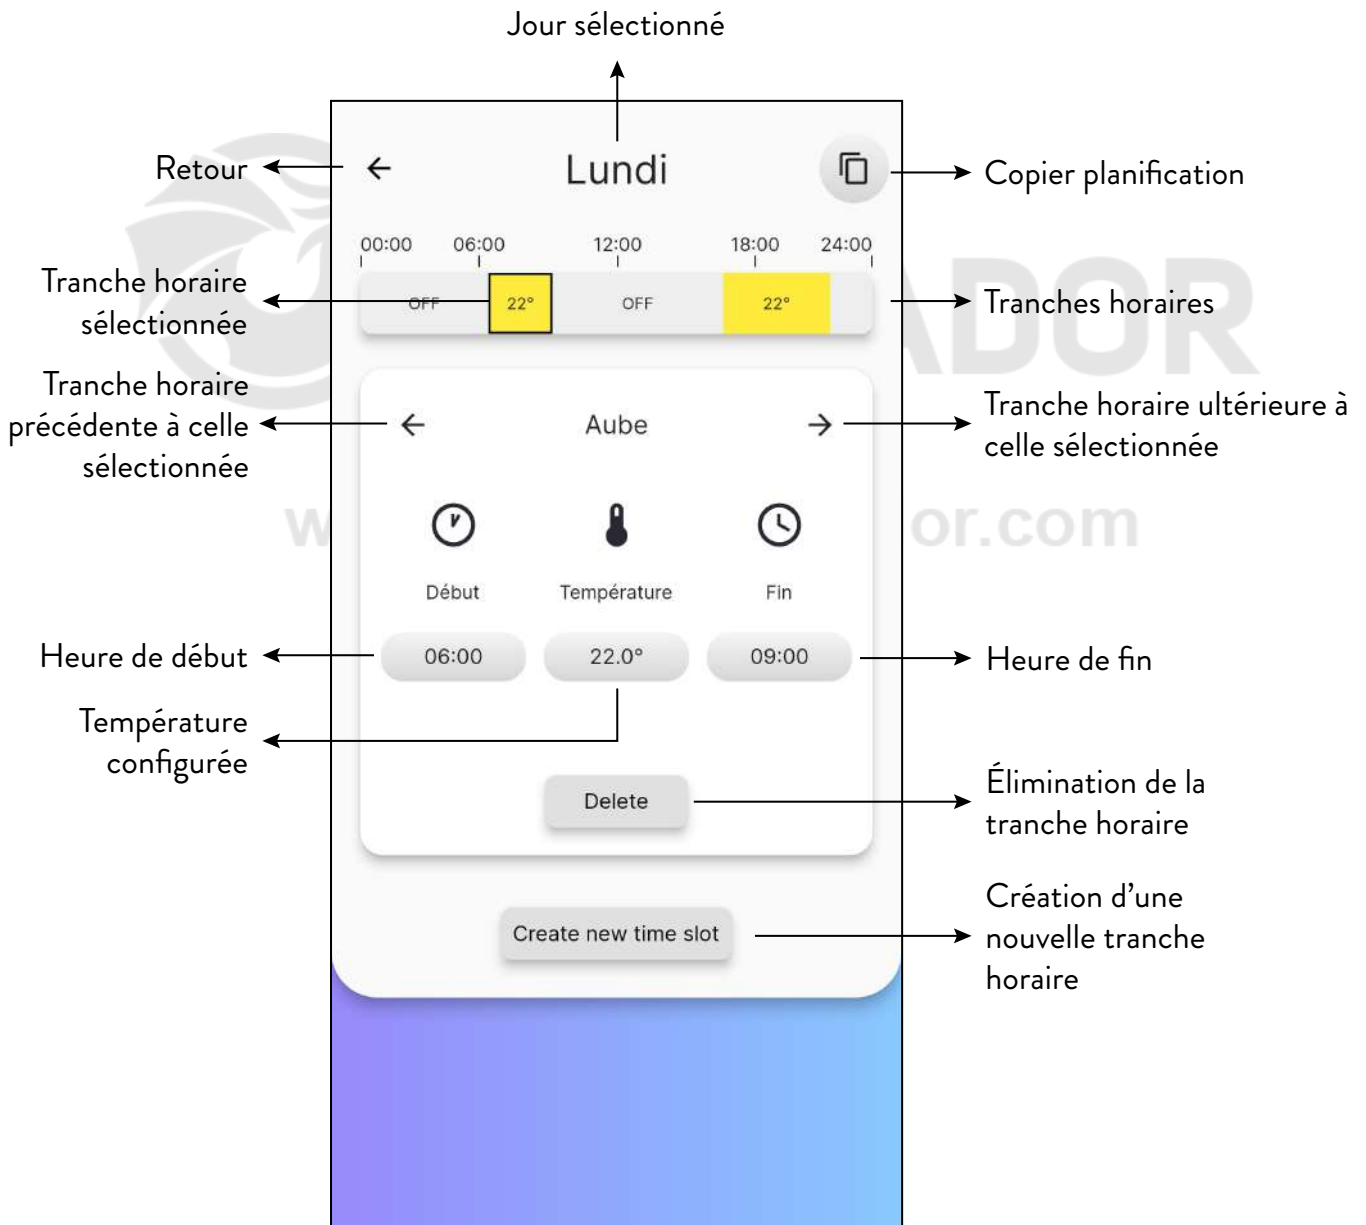 Jour sélectionné
Retour
Lundi
Copier planification
00:00 06:00 12:00 18:00 24:00
Tranche horaire
sélectionnée
OFF 22° OFF 22°
Tranches horaires
DOR
Tranche horaire
précédente à celle
sélectionnée
Aube
Tranche horaire ultérieure à
celle sélectionnée
w or.com
Début Température Fin
Heure de début
06:00 22.0° 09:00
Heure de fin
Température
configurée
Delete
Élimination de la
tranche horaire
Create new time slot
Création d’une
nouvelle tranche
horaire